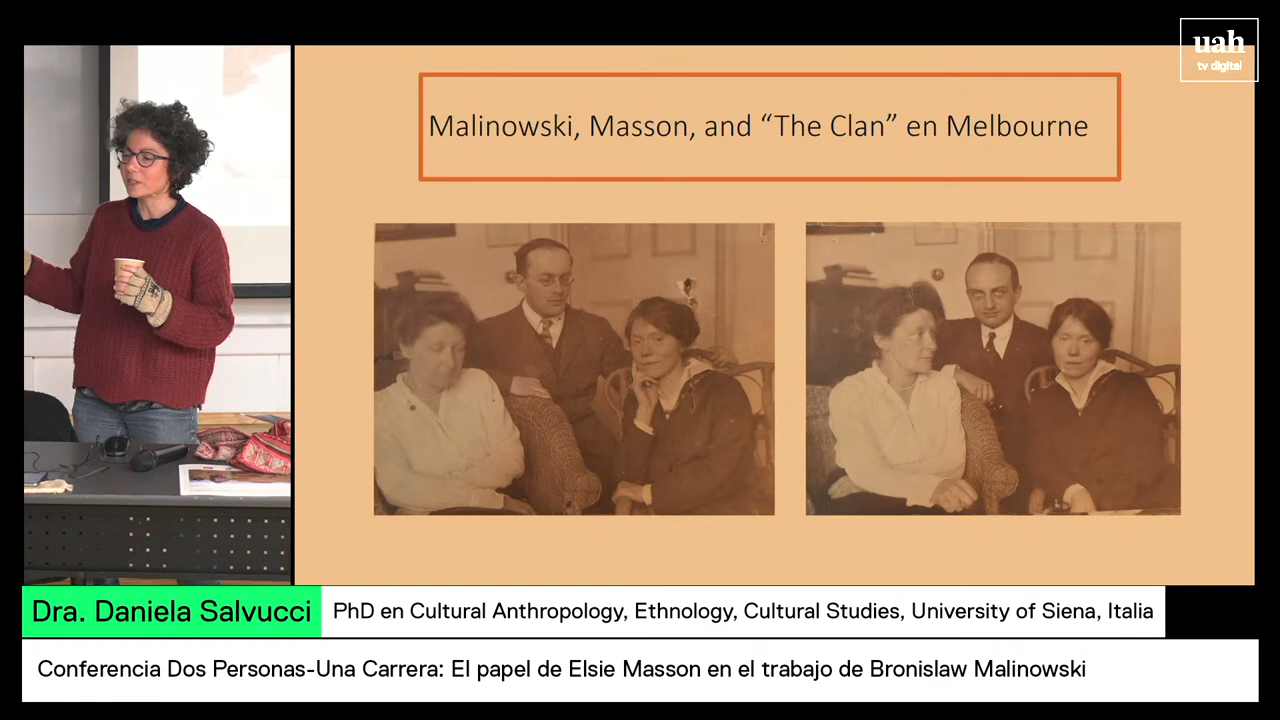 uah
tv digital
Malinowski, Masson, and “The Clan” en Melbourne
Dra. Daniela Salvucci
PhD en Cultural Anthropology, Ethnology, Cultural Studies, University of Siena, Italia
Conferencia Dos Personas-Una Carrera: El papel de Elsie Masson en el trabajo de Bronislaw Malinowski